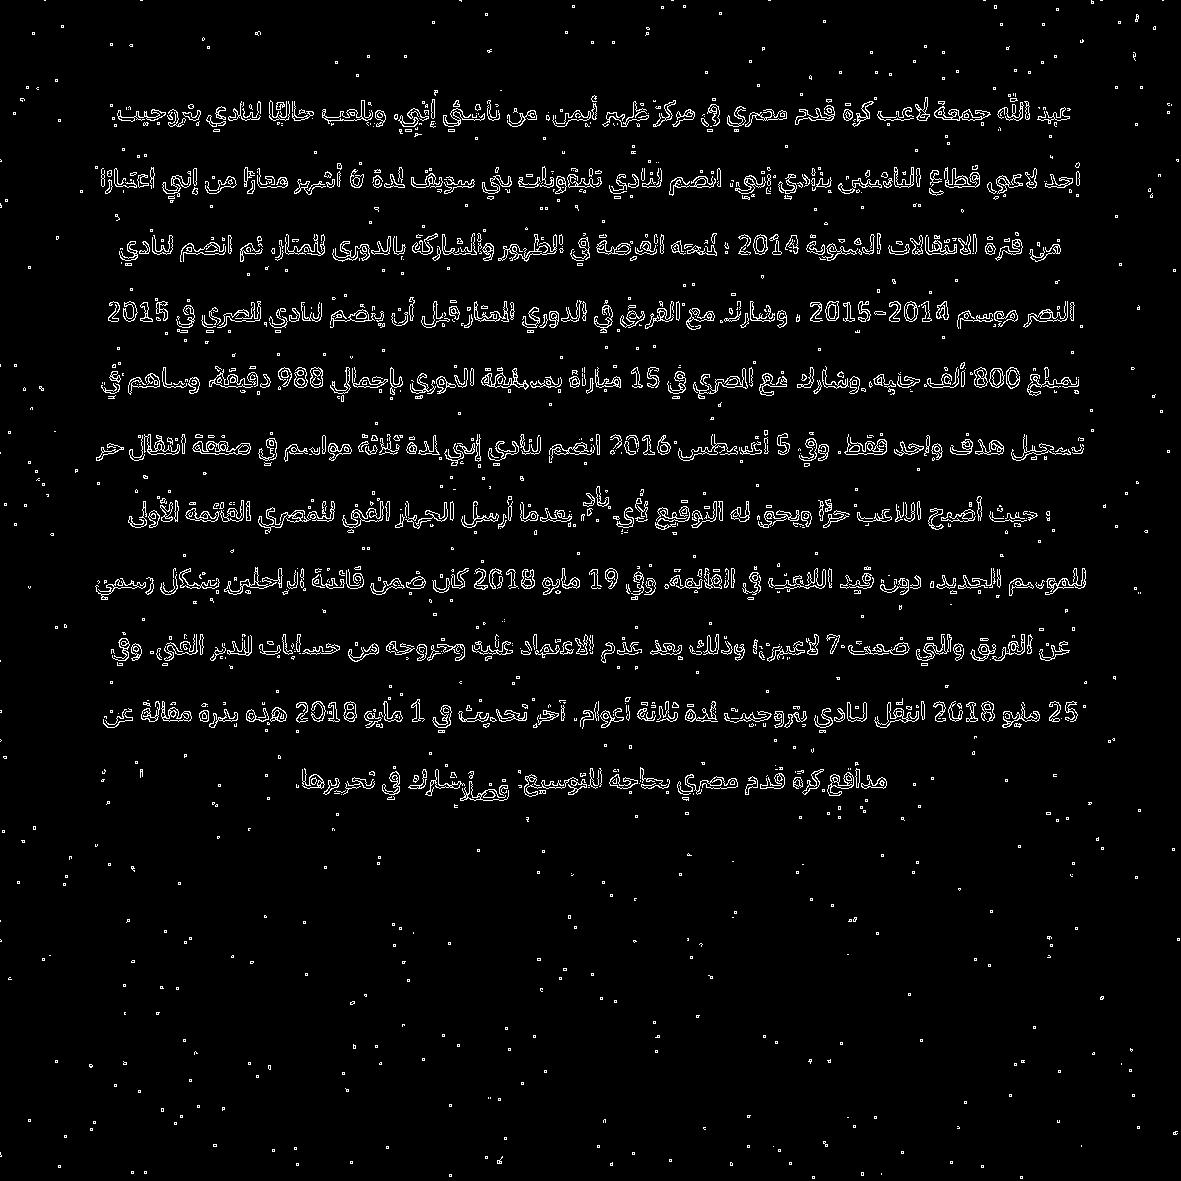 عبد الله جمعة لاعب كرة قدم مصري في مركز ظهير أيمن، من ناشئي إنبي، ويلعب حاليًا لنادي بتروجيت.
أحد لاعبي قطاع الناشئين بنادي إنبي. انضم لنادي تليفونات بني سويف لمدة 6 أشهر معارًا من إنبي اعتبارًا
من فترة الانتقالات الشتوية 2014 ؛ لمنحه الفرصة في الظهور والمشاركة بالدورى الممتاز، ثم انضم لنادي
النصر موسم 2014-2015 ، وشارك مع الفريق في الدوري الممتاز قبل أن ينضم لنادي المصري في 2015
بمبلغ 800 ألف جنيه، وشارك مع المصري في 15 مباراة بمسابقة الدوري بإجمالي 988 دقيقة، وساهم في
تسجيل هدف واحد فقط. وفي 5 أغسطس 2016 انضم لنادي إنبي لمدة ثلاثة مواسم في صفقة انتقال حر
؛ حيث أصبح اللاعب حرًّا ويحق له التوقيع لأي نادٍ، بعدما أرسل الجهاز الفني للمصري القائمة الأولى
للموسم الجديد، دون قيد اللاعب في القائمة. وفي 19 مايو 2018 كان ضمن قائمة الراحلين بشكل رسمي
عن الفريق والتي ضمت 7 لاعبين؛ وذلك بعد عدم الاعتماد عليه وخروجه من حسابات المدير الفني. وفي
25 مايو 2018 انتقل لنادي بتروجيت لمدة ثلاثة أعوام. آخر تحديث في 1 مايو 2018 هذه بذرة مقالة عن
مدافع كرة قدم مصري بحاجة للتوسيع. فضلًا شارك في تحريرها.